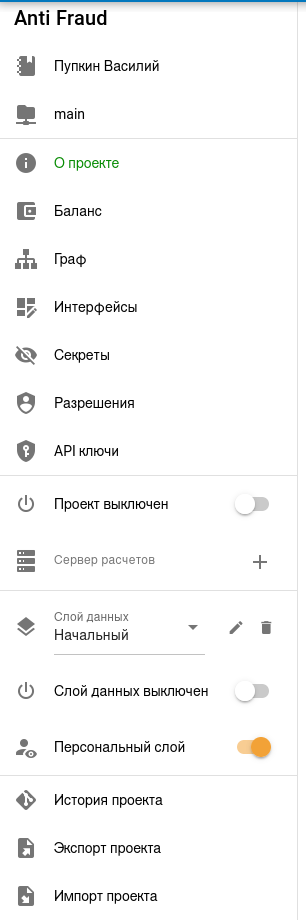 Anti Fraud
Пупкин Василий
main
О проекте
Баланс
Граф
Интерфейсы
Секреты
Разрешения
API ключи
Проект выключен
Сервер расчетов
Слой данных
Начальный
Слой данных выключен
Персональный слой
История проекта
Экспорт проекта
Импорт проекта